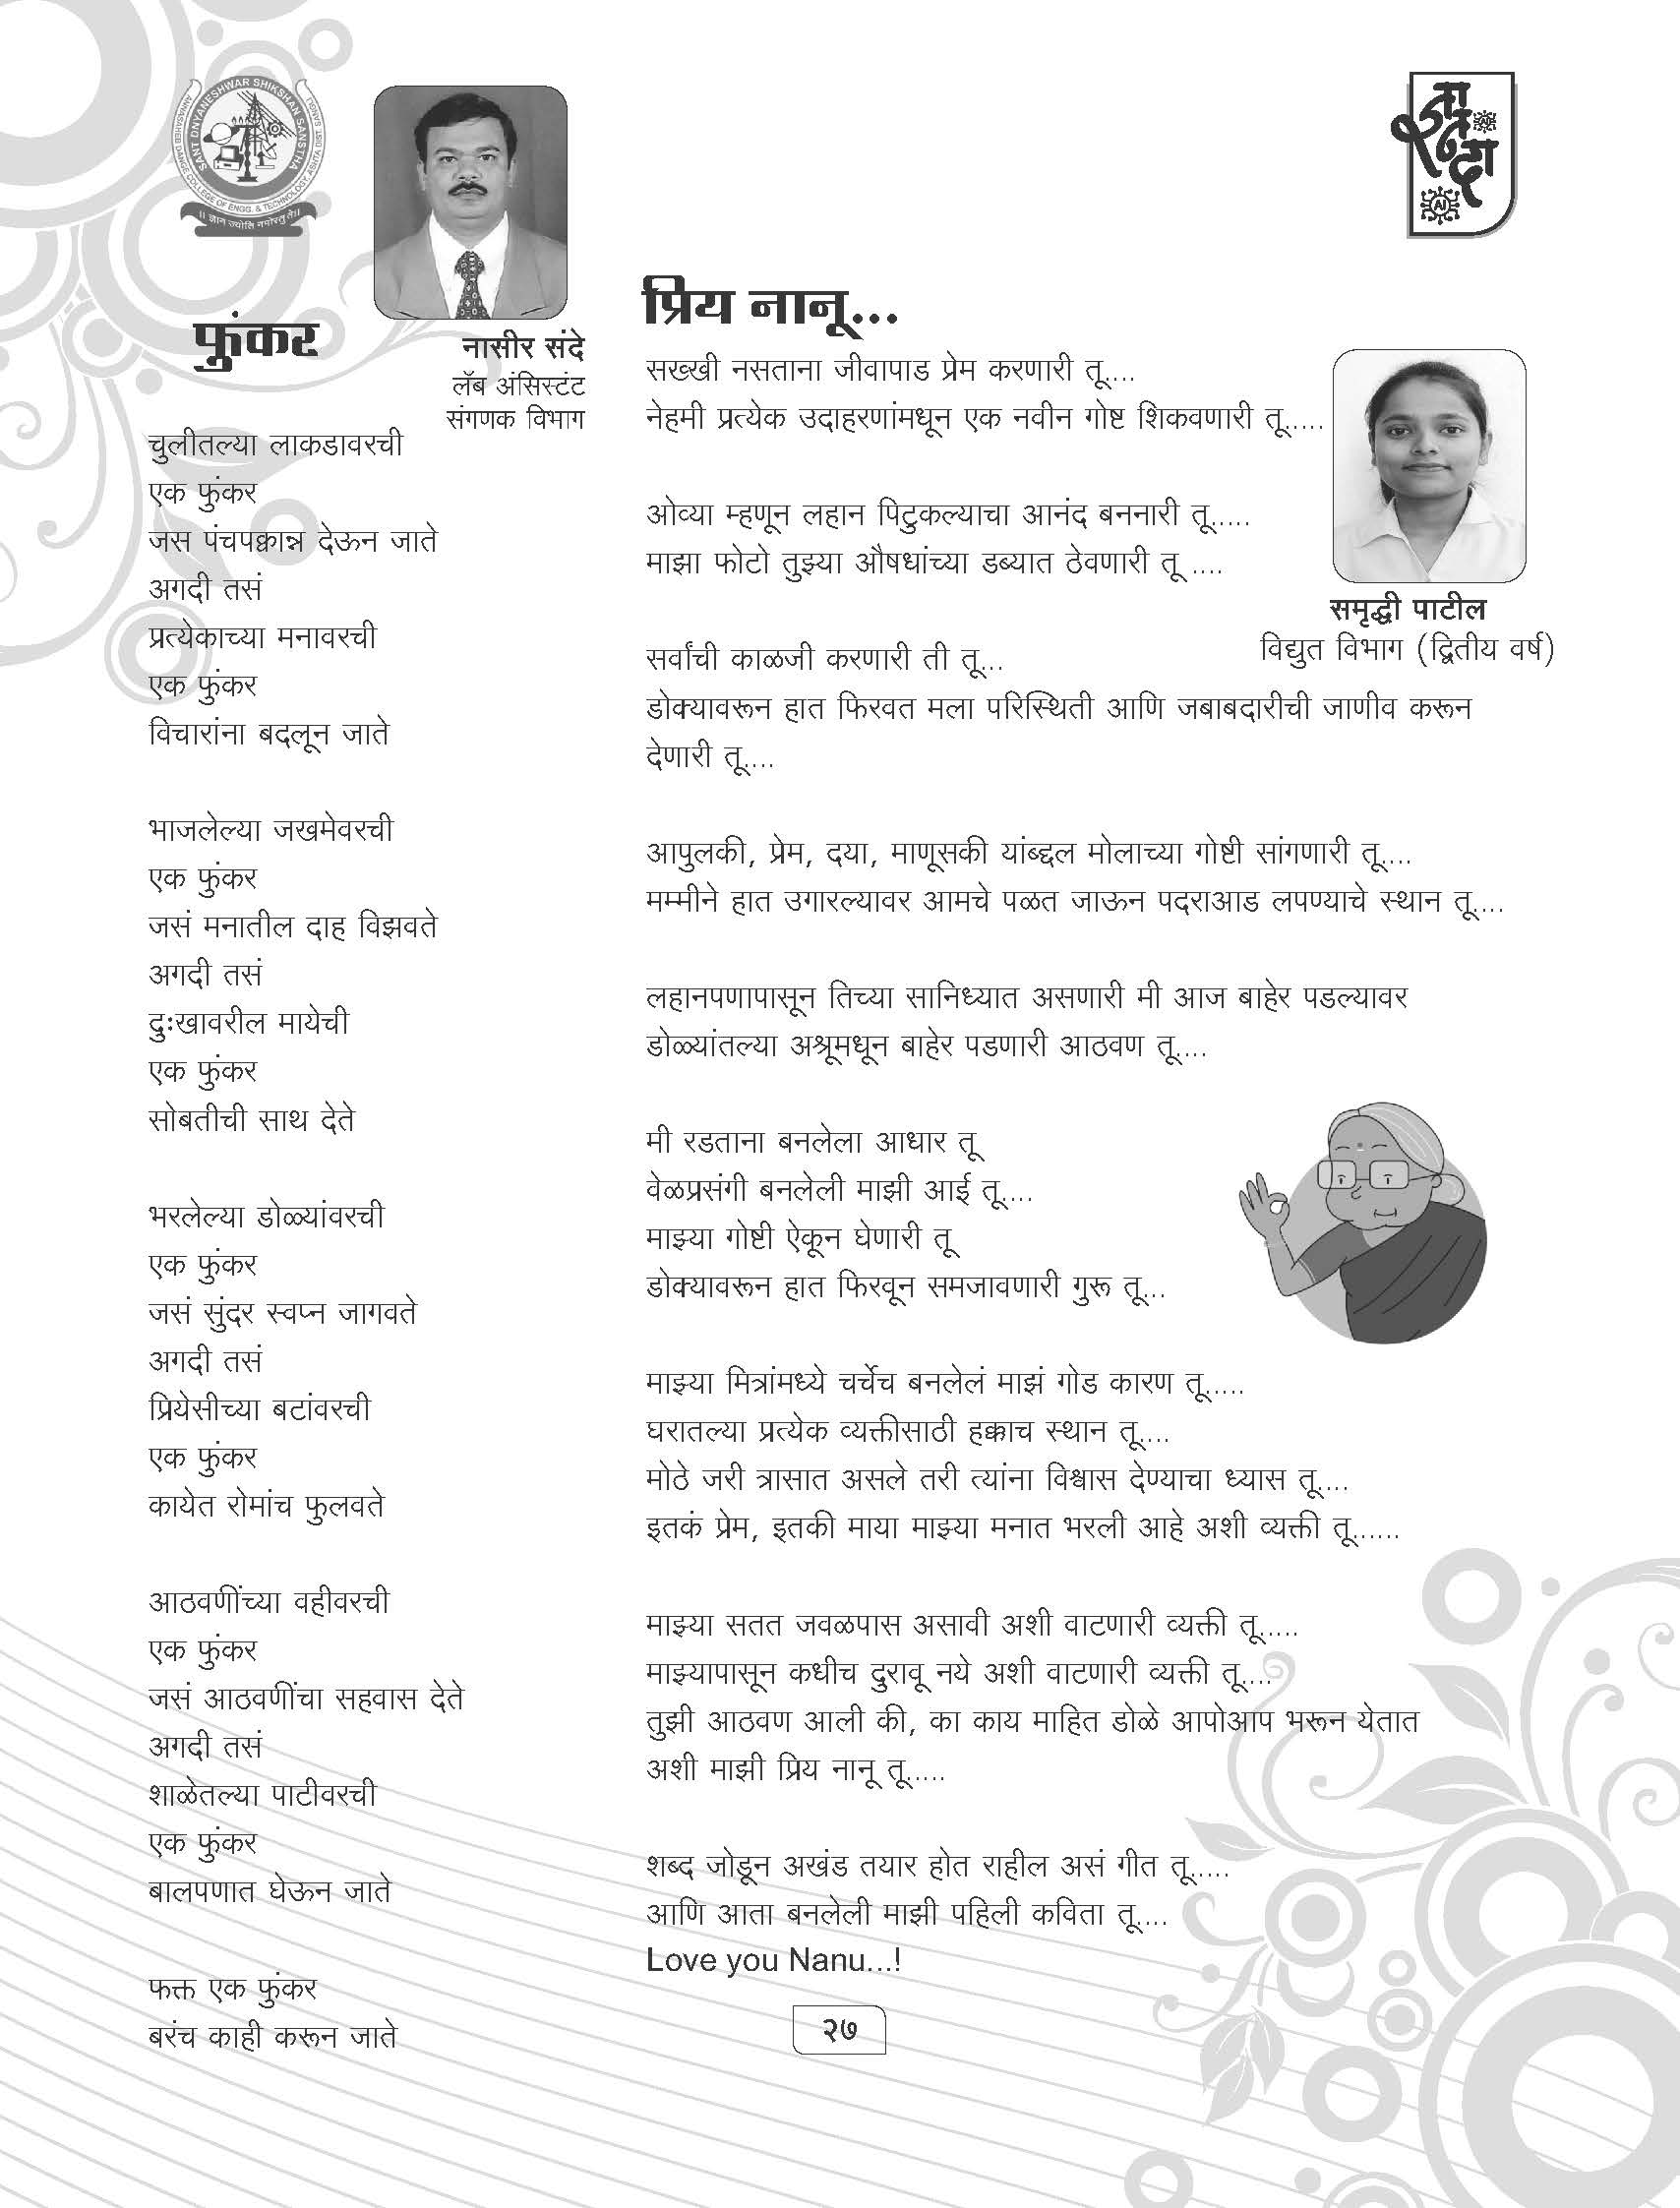 SANT DNYANESHWAR SHIKSHAN SANSTHA
ANNASAHEB DANGE COLLEGE OF ENGG. & TECHNOLOGY, ASHTA DIST. SANGLI
फुंकर
नासीर संदे
लॅब अंसिस्टंट
संगणक विभाग
चुलीतल्या लाकडावरची
एक फुंकर
जस पंचपक्वान्न देऊन जाते
अगदी तसं
प्रत्येकाच्या मनावरची
एक फुंकर
विचारांना बदलून जाते
भाजलेल्या जखमेवरची
एक फुंकर
जसं मनातील दाह विझवते
अगदी तसं
दुःखावरील मायेची
एक फुंकर
सोबतीची साथ देते
भरलेल्या डोळ्यांवरची
एक फुंकर
जसं सुंदर स्वप्न जागवते
अगदी तसं
प्रियेसीच्या बटांवरची
एक फुंकर
कायेत रोमांच फुलवते
आठवणींच्या वहीवरची
एक फुंकर
जसं आठवणींचा सहवास देते
अगदी तसं
शाळेतल्या पाटीवरची
एक फुंकर
बालपणात घेऊन जाते
फक्त एक फुंकर
बरंच काही करून जाते
प्रिय नानू...
सख्खी नसताना जीवापाड प्रेम करणारी तू....
नेहमी प्रत्येक उदाहरणांमधून एक नवीन गोष्ट शिकवणारी तू.....
ओव्या म्हणून लहान पिटुकल्याचा आनंद बननारी तू.....
माझा फोटो तुझ्या औषधांच्या डब्यात ठेवणारी तू ....
समृद्धी पाटील
विद्युत विभाग (द्वितीय वर्ष)
सर्वांची काळजी करणारी ती तू...
डोक्यावरून हात फिरवत मला परिस्थिती आणि जबाबदारीची जाणीव करून
देणारी तू....
आपुलकी, प्रेम, दया, माणूसकी यांब्द्दल मोलाच्या गोष्टी सांगणारी तू....
मम्मीने हात उगारल्यावर आमचे पळत जाऊन पदराआड लपण्याचे स्थान तू....
लहानपणापासून तिच्या सानिध्यात असणारी मी आज बाहेर पडल्यावर
डोळ्यांतल्या अश्रूमधून बाहेर पडणारी आठवण तू....
मी रडताना बनलेला आधार तू
वेळप्रसंगी बनलेली माझी आई तू....
माझ्या गोष्टी ऐकून घेणारी तू
डोक्यावरून हात फिरवून समजावणारी गुरू तू...
माझ्या मित्रांमध्ये चर्चेच बनलेलं माझं गोड कारण तू.....
घरातल्या प्रत्येक व्यक्तीसाठी हक्काच स्थान तू....
मोठे जरी त्रासात असले तरी त्यांना विश्वास देण्याचा ध्यास तू....
इतकं प्रेम, इतकी माया माझ्या मनात भरली आहे अशी व्यक्ती तू......
माझ्या सतत जवळपास असावी अशी वाटणारी व्यक्ती तू.....
माझ्यापासून कधीच दुरावू नये अशी वाटणारी व्यक्ती तू....
तुझी आठवण आली की, का काय माहित डोळे आपोआप भरून येतात
अशी माझी प्रिय नानू तू.....
शब्द जोडून अखंड तयार होत राहील असं गीत तू.....
आणि आता बनलेली माझी पहिली कविता तू....
Love you Nanu...!
२७